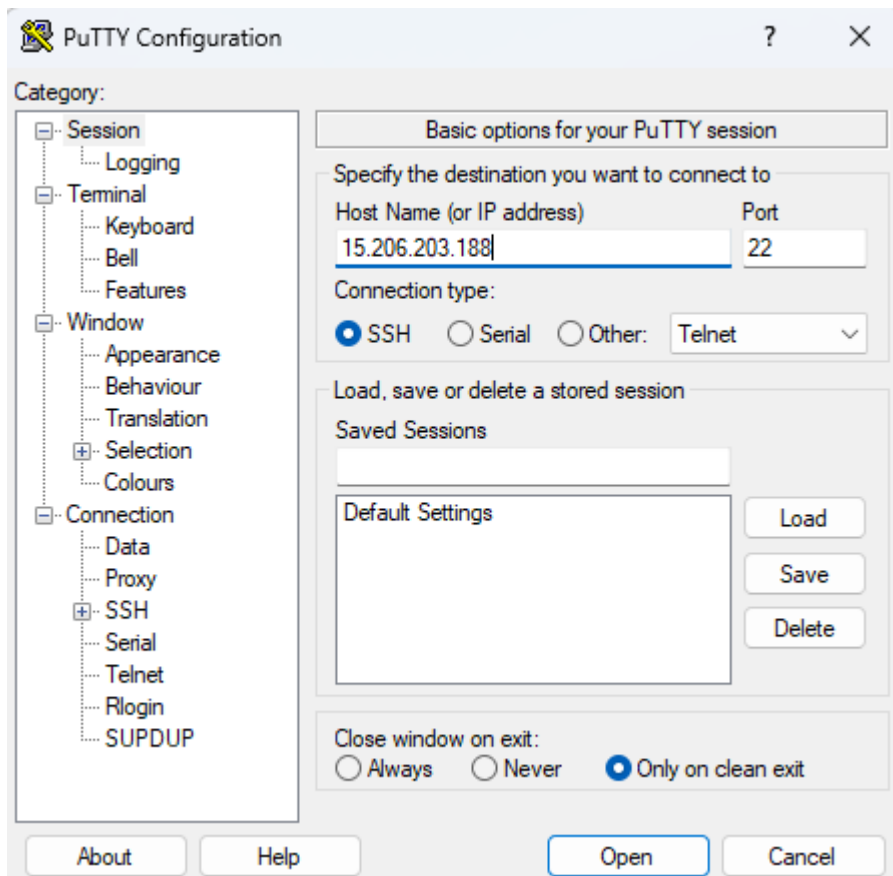 PuTTY Configuration ? ×
Category:
Session
Logging
Terminal
Keyboard
Bell
Features
Window
Appearance
Behaviour
Translation
Selection
Colours
Connection
Data
Proxy
SSH
Serial
Telnet
Rlogin
SUPDUP
Basic options for your PuTTY session
Specify the destination you want to connect to
Host Name (or IP address) Port
15.206.203.188 22
Connection type:
SSH Serial Other: Telnet
Load, save or delete a stored session
Saved Sessions
Default Settings
Load
Save
Delete
Close window on exit:
Always Never Only on clean exit
About Help Open Cancel